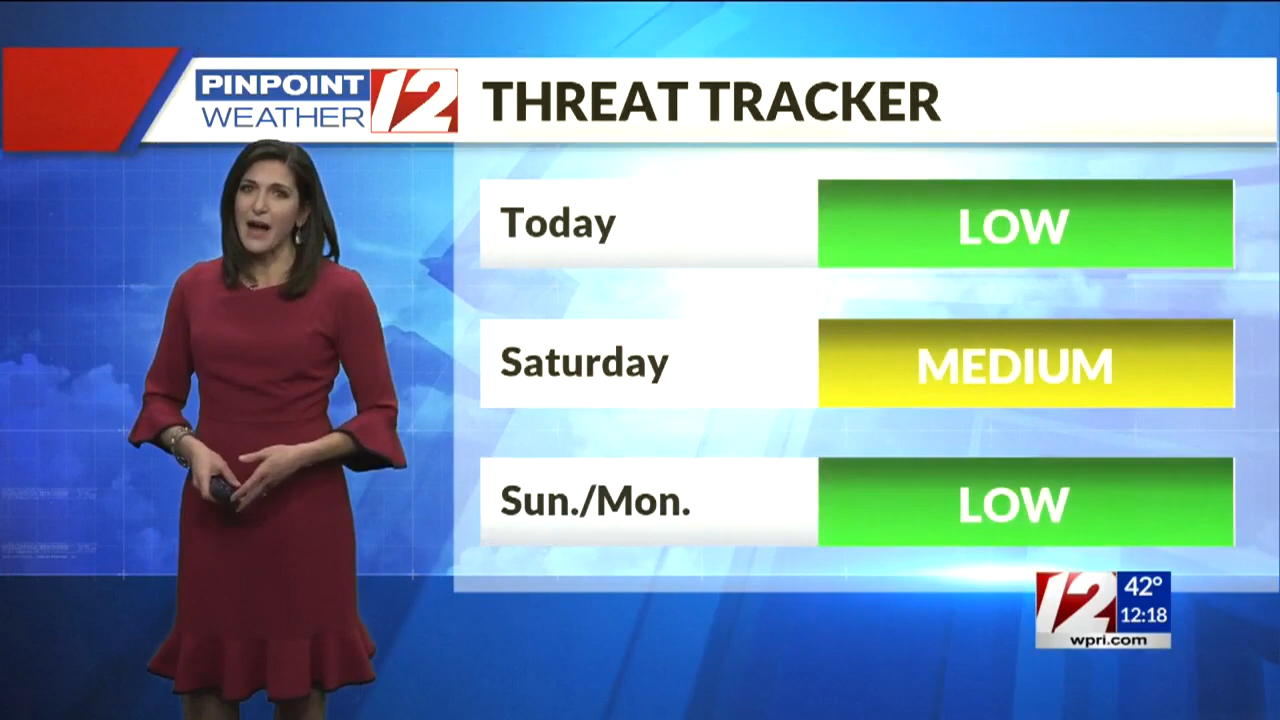 PINPOINT
WEATHER
12
THREAT TRACKER
Today
LOW
Saturday
MEDIUM
Sun./Mon.
LOW
12
42°
12:18
wpri.com